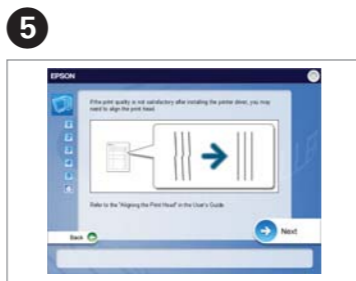 5
EPSON
If the print quality is not satisfactory after installing the printer driver, you may
need to align the print head.
Refer to the "Aligning the Print Head" in the User's Guide.
Next
Back